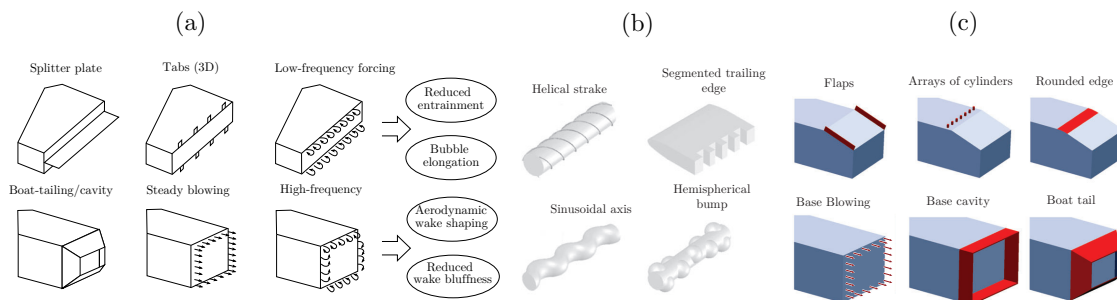 (a)
Splitter plate
Tabs (3D)
Low-frequency forcing
Reduced
entrainment
Bubble
elongation
Boat-tailing/cavity
Steady blowing
High-frequency
Aerodynamic
wake shaping
Reduced
wake bluffness
(b)
Helical strake
Segmented trailing
edge
Sinusoidal axis
Hemispherical
bump
(c)
Flaps
Arrays of cylinders
Rounded edge
Base Blowing
Base cavity
Boat tail